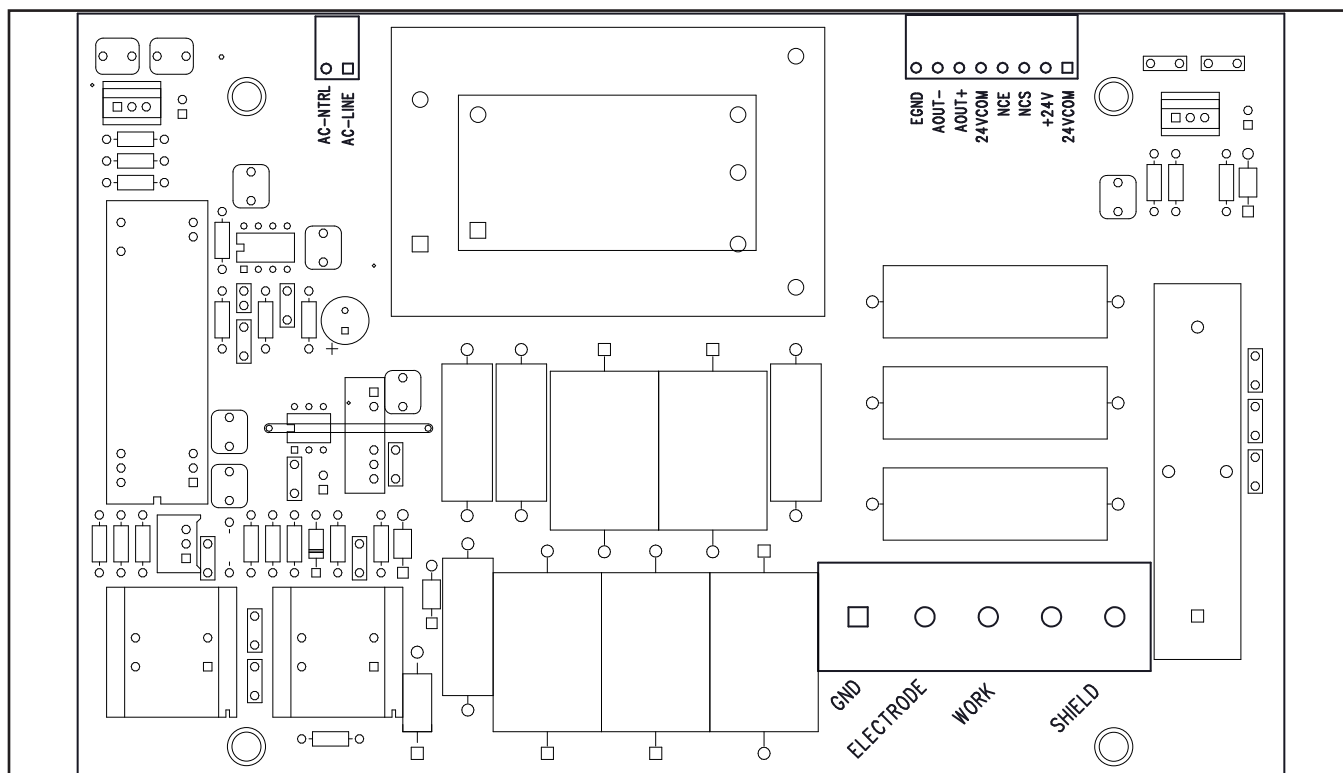 AC-NTRL
AC-LINE
EGND
AOUT-
AOUT+
24VCOM
NCE
NCS
+24V
24VCOM
GND
ELECTRODE
WORK
SHIELD
+